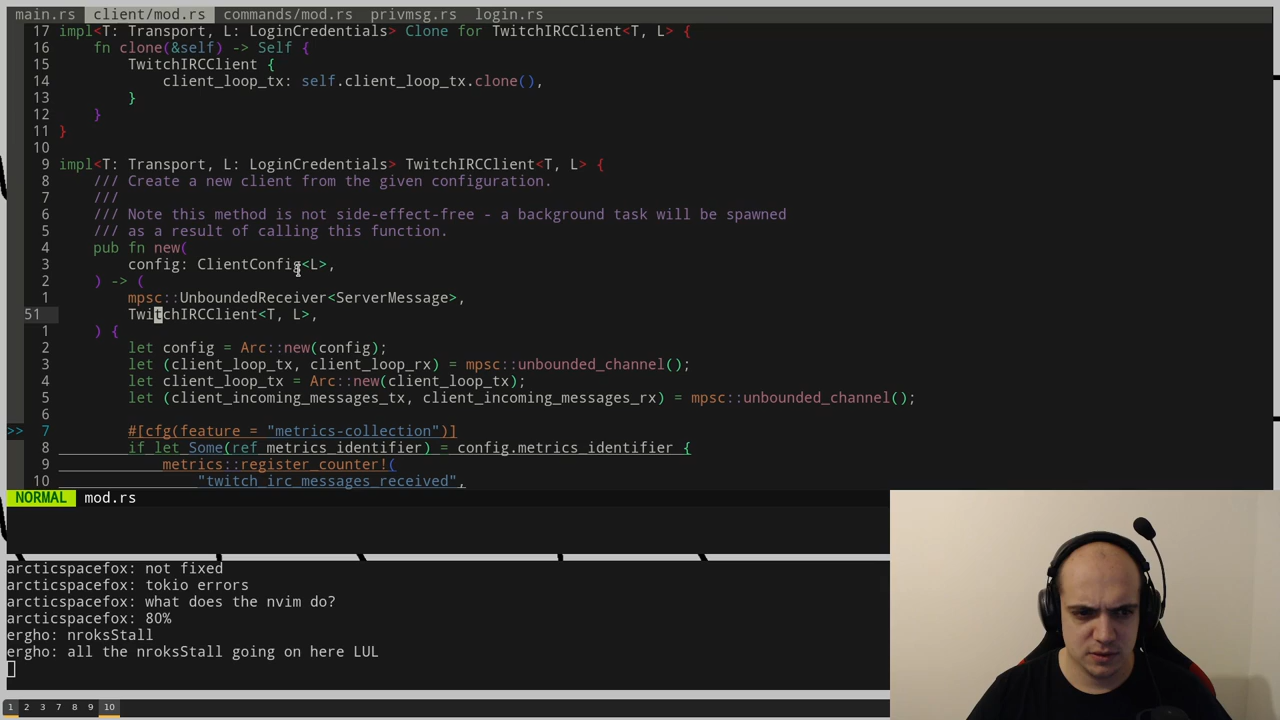 main.rs client/mod.rs commands/mod.rs privmsg.rs login.rs
17 impl<T: Transport, L: LoginCredentials> Clone for TwitchIRCClient<T, L> {
16 fn clone(&self) -> Self {
15 TwitchIRCClient {
14 client_loop_tx: self.client_loop_tx.clone(),
13 }
12 }
11 }
10
9 impl<T: Transport, L: LoginCredentials> TwitchIRCClient<T, L> {
8 /// Create a new client from the given configuration.
7 ///
6 /// Note this method is not side-effect-free - a background task will be spawned
5 /// as a result of calling this function.
4 pub fn new(
3 config: ClientConfig<L>,
2 ) -> (
1 mpsc::UnboundedReceiver<ServerMessage>,
51 TwitchIRCClient<T, L>,
1 ) {
2 let config = Arc::new(config);
3 let (client_loop_tx, client_loop_rx) = mpsc::unbounded_channel();
4 let client_loop_tx = Arc::new(client_loop_tx);
5 let (client_incoming_messages_tx, client_incoming_messages_rx) = mpsc::unbounded_channel();
6
>> 7 #[cfg(feature = "metrics-collection")]
8 if let Some(ref metrics_identifier) = config.metrics_identifier {
9 metrics::register_counter!(
10 "twitch_irc_messages_received",
NORMAL mod.rs
arcticspacefox: not fixed
arcticspacefox: tokio errors
arcticspacefox: what does the nvim do?
arcticspacefox: 80%
ergho: nroksStall
ergho: all the nroksStall going on here LUL
1 2 3 7 8 9 10